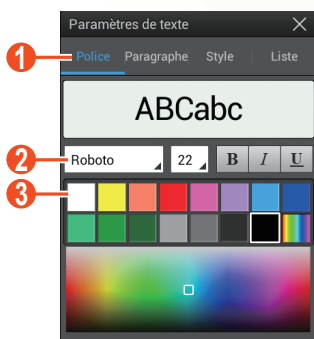 Paramètres de texte
1 Police Paragraphe Style Liste
ABCabc
2 Roboto 22 B I U
3